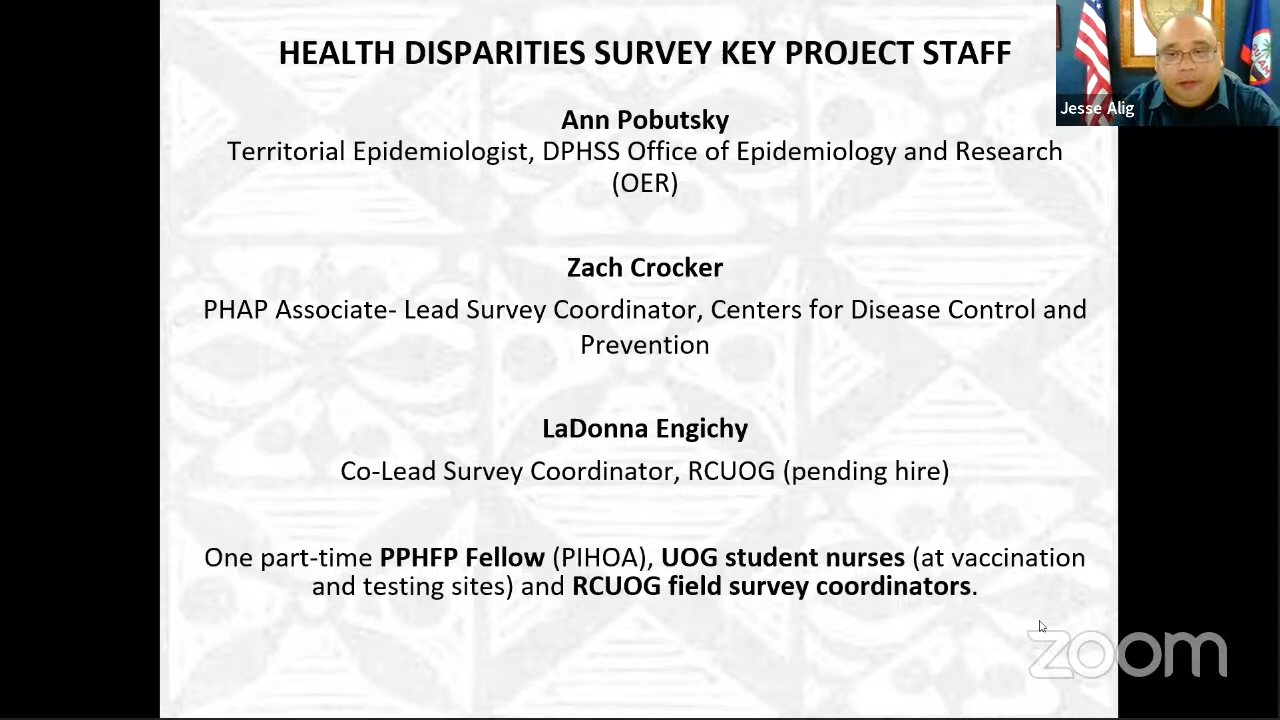 HEALTH DISPARITIES SURVEY KEY PROJECT STAFF
Jesse Alig
Ann Pobutsky
Territorial Epidemiologist, DPHSS Office of Epidemiology and Research
(OER)
Zach Crocker
PHAP Associate- Lead Survey Coordinator, Centers for Disease Control and
Prevention
LaDonna Engichy
Co-Lead Survey Coordinator, RCUOG (pending hire)
One part-time PPHFP Fellow (PIHOA), UOG student nurses (at vaccination
and testing sites) and RCUOG field survey coordinators.
zoom